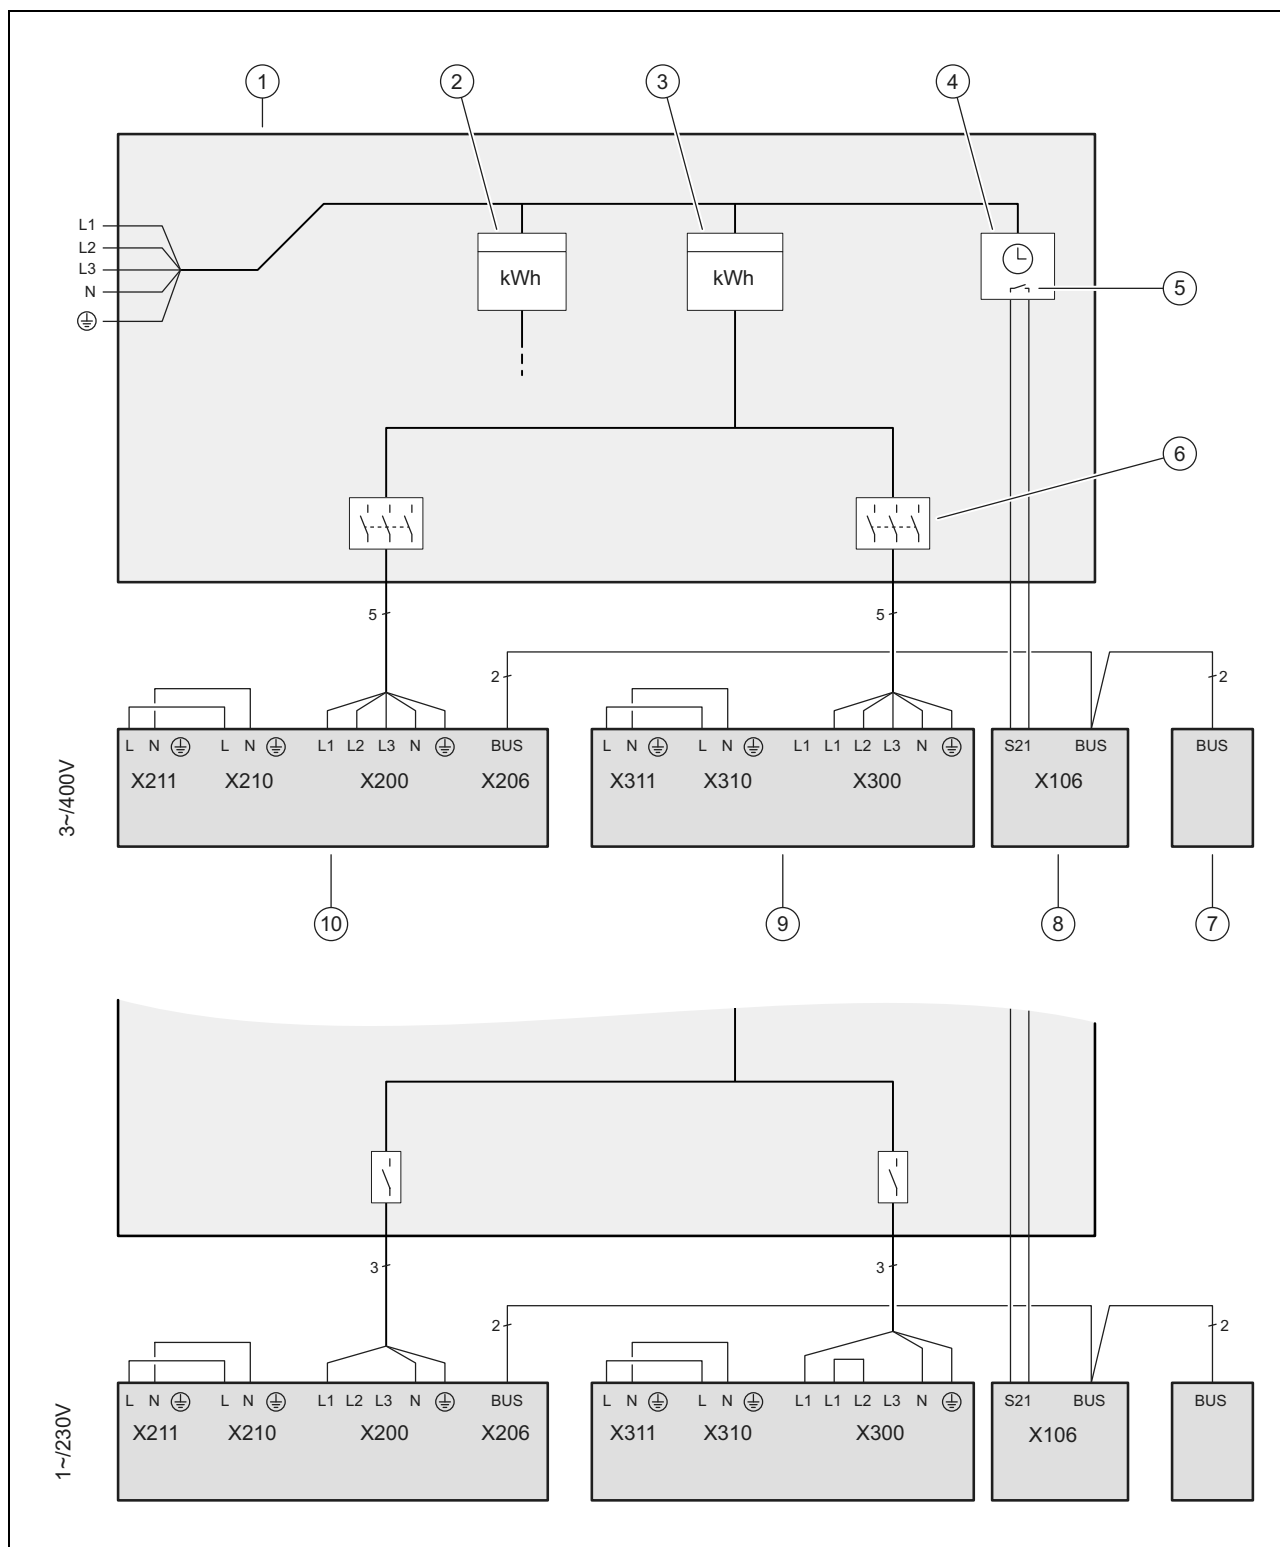 1 2 3 4
L1
L2
L3
N
kWh kWh
5
6
5 5
2 2
L N L N L1 L2 L3 N BUS L N L N L1 L1 L2 L3 N S21 BUS BUS
X211 X210 X200 X206 X311 X310 X300 X106
3~/400V
10 9 8 7
3 3
2 2
L N L N L1 L2 L3 N BUS L N L N L1 L1 L2 L3 N S21 BUS BUS
X211 X210 X200 X206 X311 X310 X300 X106
1~/230V